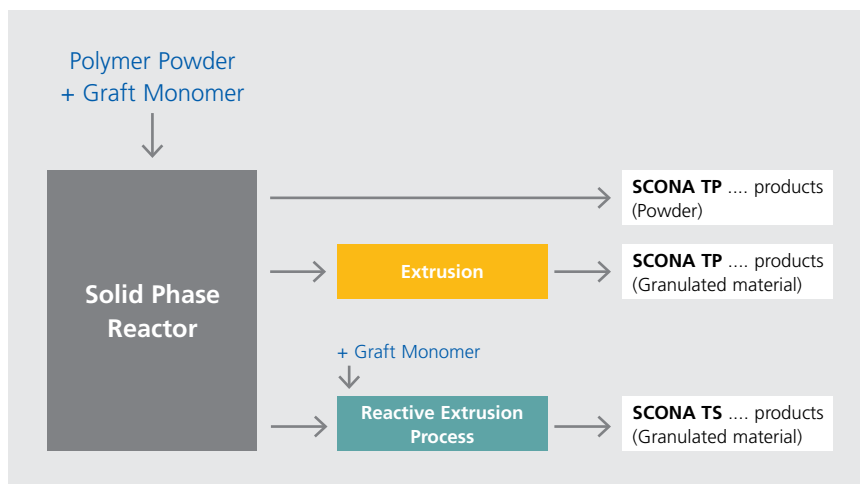 Polymer Powder
+ Graft Monomer
Solid Phase
Reactor
SCONA TP .... products
(Powder)
Extrusion
SCONA TP .... products
(Granulated material)
+ Graft Monomer
Reactive Extrusion
Process
SCONA TS .... products
(Granulated material)